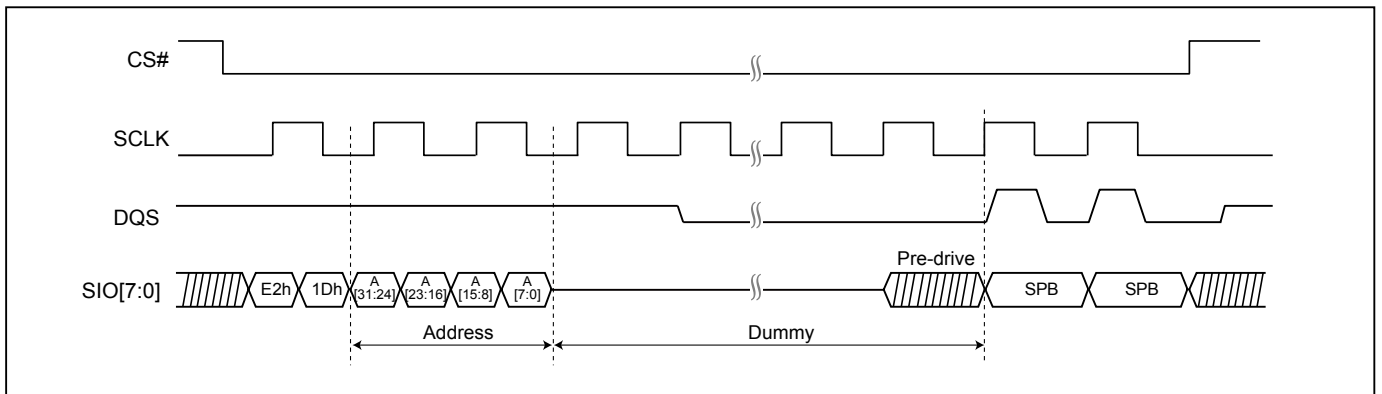 CS#
SCLK
DQS
Pre-drive
SIO[7:0]
E2h 1Dh A [31:24] A [23:16] A [15:8] A [7:0] SPB SPB
Address Dummy